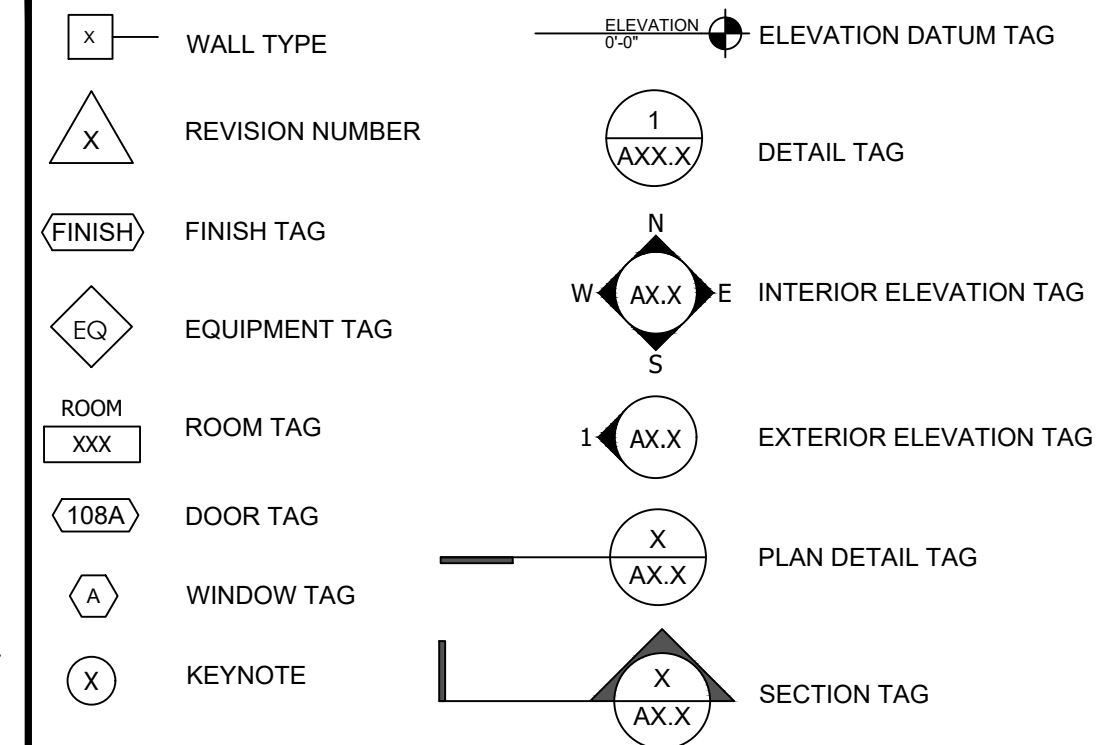 X
WALL TYPE
X
REVISION NUMBER
FINISH
FINISH TAG
EQ
EQUIPMENT TAG
ROOM
XXX
ROOM TAG
108A
DOOR TAG
A
WINDOW TAG
X
KEYNOTE
ELEVATION
0'-0"
ELEVATION DATUM TAG
1
AXX.X
DETAIL TAG
N
W AX.X E
S
INTERIOR ELEVATION TAG
1 AX.X
EXTERIOR ELEVATION TAG
X
AX.X
PLAN DETAIL TAG
X
AX.X
SECTION TAG